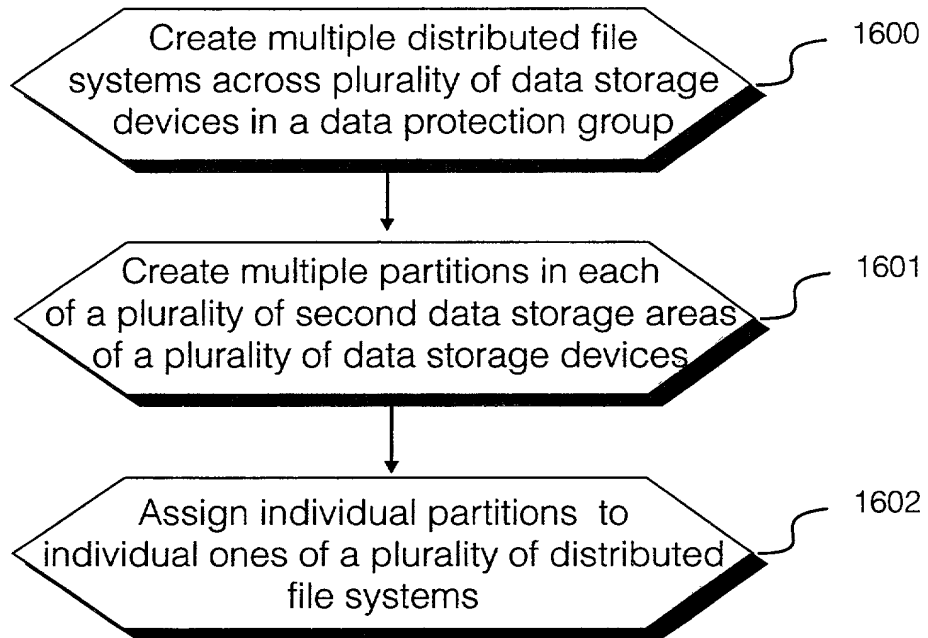 Create multiple distributed file
systems across plurality of data storage
devices in a data protection group
1600
Create multiple partitions in each
of a plurality of second data storage areas
of a plurality of data storage devices
1601
Assign individual partitions to
individual ones of a plurality of distributed
file systems
1602